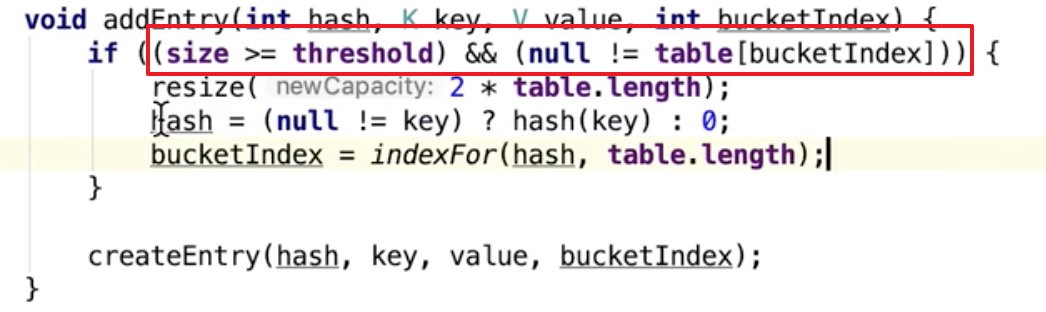 void addEntry(int hash, K key, V value, int bucketIndex) {
if ((size >= threshold) && (null != table[bucketIndex])) {
resize( newCapacity: 2 * table.length);
hash = (null != key) ? hash(key) : 0;
bucketIndex = indexFor(hash, table.length);
}
createEntry(hash, key, value, bucketIndex);
}